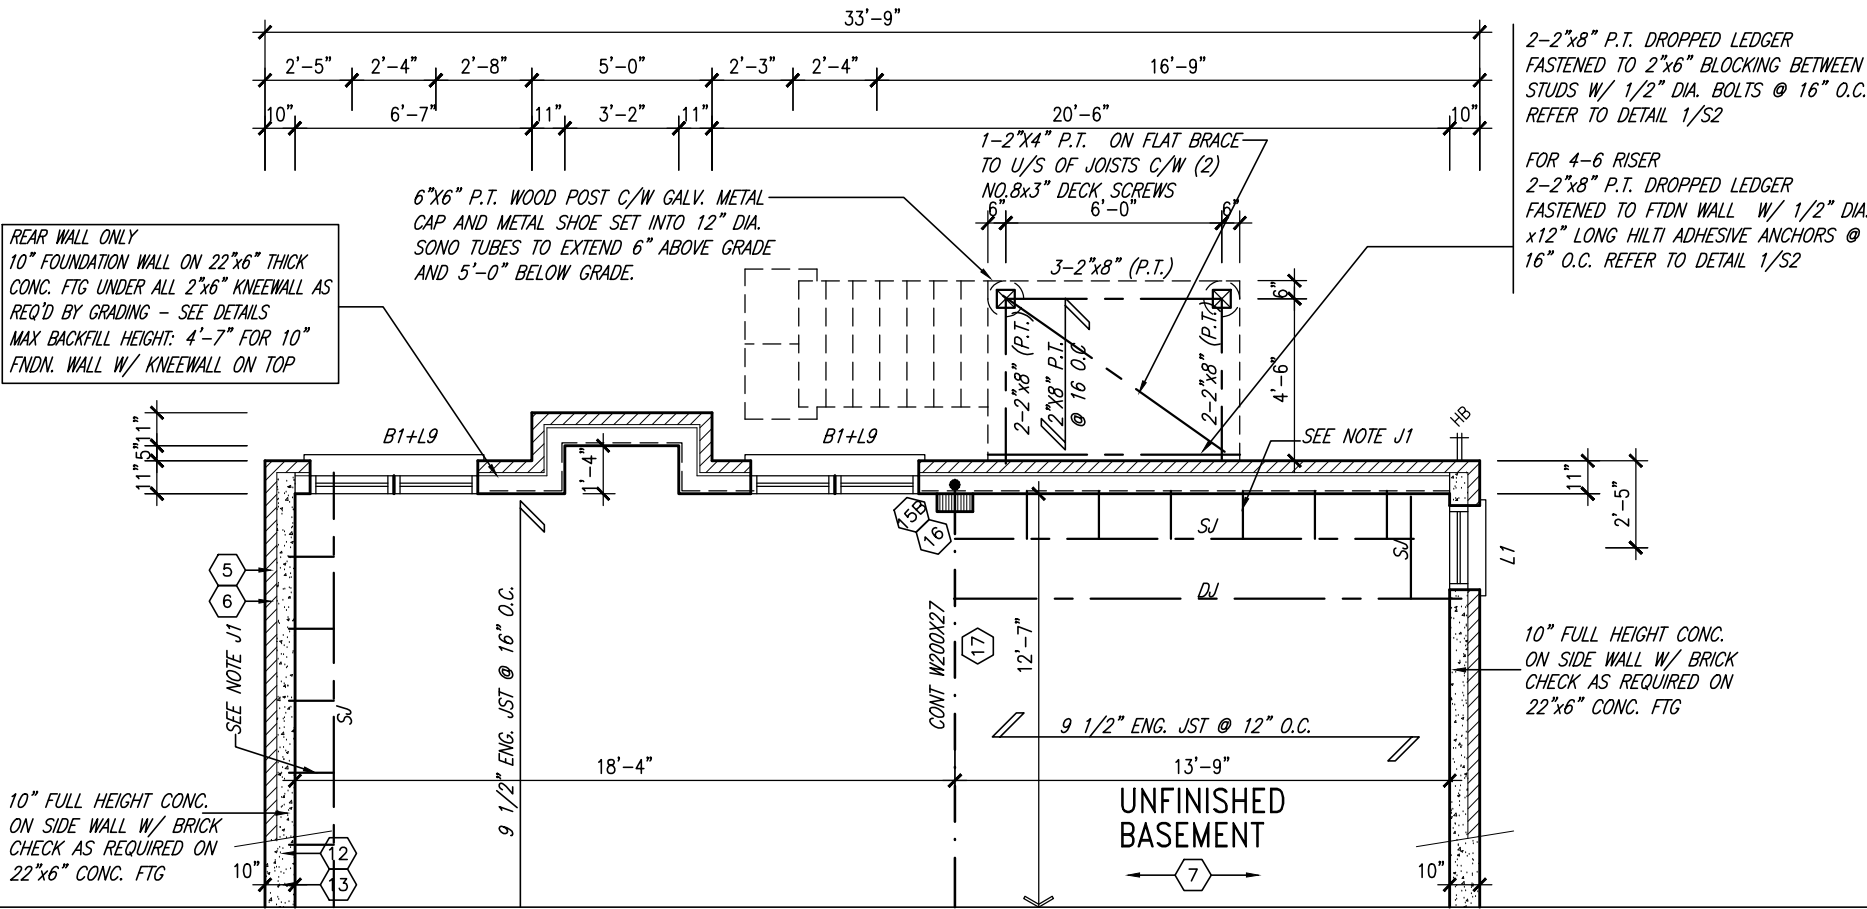 33'-9"
2'-5" 2'-4" 2'-8" 5'-0" 2'-3" 2'-4" 16'-9"
10" 6'-7" 11" 3'-2" 11" 20'-6" 10"
2-2"x8" P.T. DROPPED LEDGER
FASTENED TO 2"x6" BLOCKING BETWEEN
STUDS W/ 1/2" DIA. BOLTS @ 16" O.C.
REFER TO DETAIL 1/S2
FOR 4-6 RISER
2-2"x8" P.T. DROPPED LEDGER
FASTENED TO FTDN WALL W/ 1/2" DIA.
x12" LONG HILTI ADHESIVE ANCHORS @
16" O.C. REFER TO DETAIL 1/S2
1-2"X4" P.T. ON FLAT BRACE
TO U/S OF JOISTS C/W (2)
NO.8x3" DECK SCREWS
6" 6'-0" 6"
6"X6" P.T. WOOD POST C/W GALV. METAL
CAP AND METAL SHOE SET INTO 12" DIA.
SONO TUBES TO EXTEND 6" ABOVE GRADE
AND 5'-0" BELOW GRADE.
REAR WALL ONLY
10" FOUNDATION WALL ON 22"x6" THICK
CONC. FTG UNDER ALL 2"x6" KNEEWALL AS
REQ'D BY GRADING - SEE DETAILS
MAX BACKFILL HEIGHT: 4'-7" FOR 10"
FNDN. WALL W/ KNEEWALL ON TOP
3-2"x8" (P.T.)
6"
4'-6"
2-2"x8" (P.T.)
2"X8" P.T.
@ 16 O.C
2-2"x8" (P.T.)
11"
5"
11"
B1+L9
1'-4"
B1+L9
SEE NOTE J1
HB
11"
2'-5"
L1
15B
16
SJ
SJ
DJ
5
6
SEE NOTE J1
SJ
9 1/2" ENG. JST @ 16" O.C.
CONT W200X27
17
12'-7"
9 1/2" ENG. JST @ 12" O.C.
10" FULL HEIGHT CONC.
ON SIDE WALL W/ BRICK
CHECK AS REQUIRED ON
22"x6" CONC. FTG
18'-4" 13'-9"
UNFINISHED
BASEMENT
7
10" FULL HEIGHT CONC.
ON SIDE WALL W/ BRICK
CHECK AS REQUIRED ON
22"x6" CONC. FTG
10"
12
13
10"